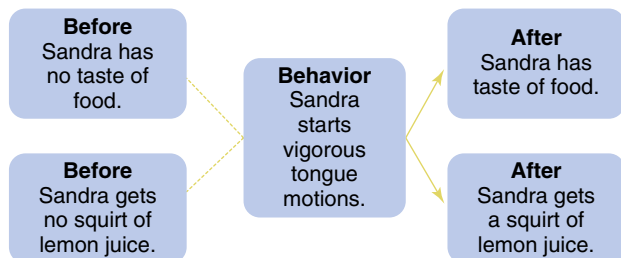 Before
Sandra has
no taste of
food.
Before
Sandra gets
no squirt of
lemon juice.
Behavior
Sandra
starts
vigorous
tongue
motions.
After
Sandra has
taste of food.
After
Sandra gets
a squirt of
lemon juice.